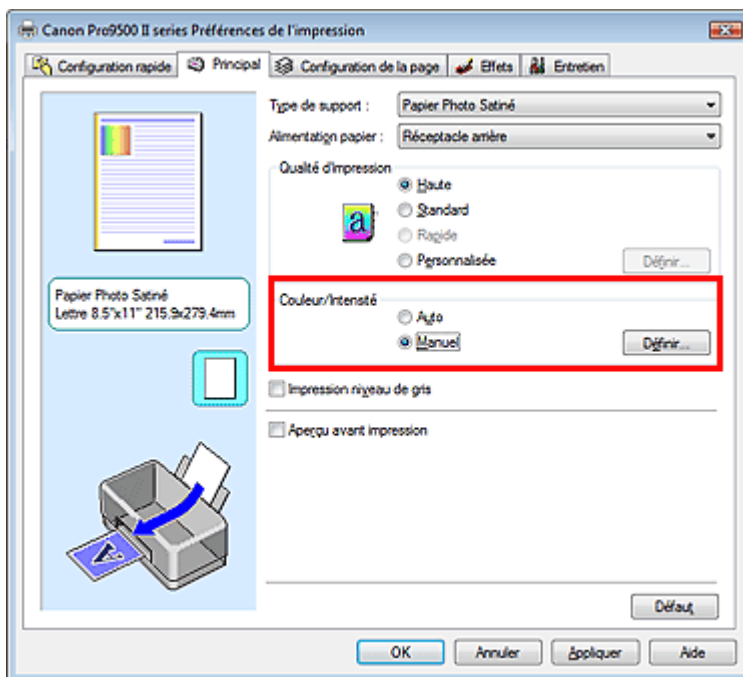 Canon Pro9500 II series Préférences de l'impression
Configuration rapide Principal Configuration de la page Effets Entretien
Type de support : Papier Photo Satiné
Alimentation papier : Réceptacle arrière
Qualité d'impression
Haute
a Standard
Rapide
Personnalisée Définir...
Papier Photo Satiné
Lettre 8.5"x11" 215.9x279.4mm
Couleur/Intensité
Auto
Manuel Définir...
Impression niveau de gris
Aperçu avant impression
A
Défaut
OK Annuler Appliquer Aide